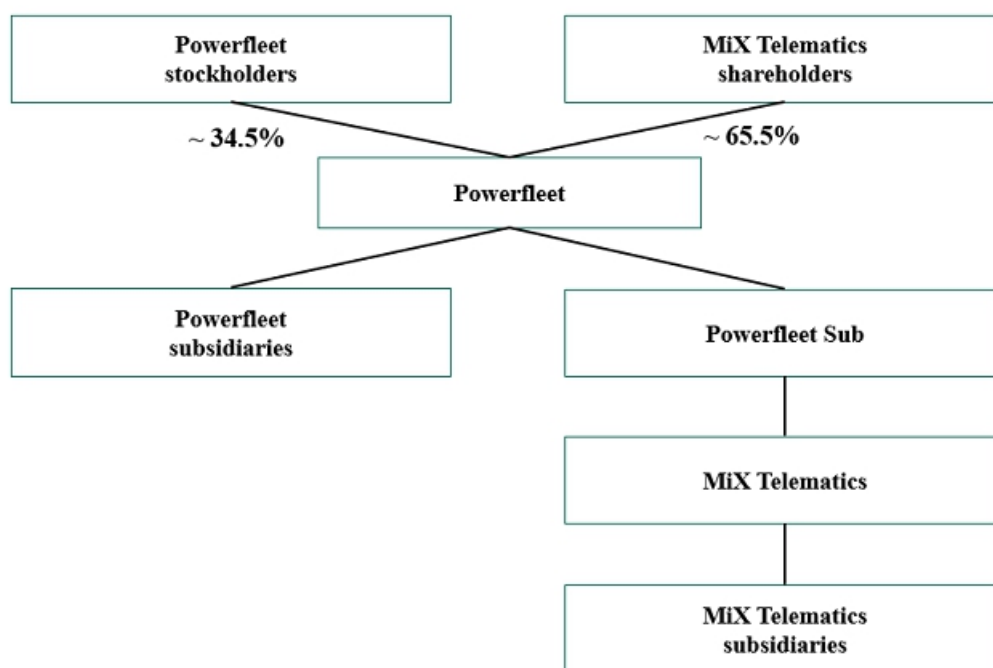 Powerfleet
stockholders
MiX Telematics
shareholders
~ 34.5%
~ 65.5%
Powerfleet
Powerfleet
subsidiaries
Powerfleet Sub
MiX Telematics
MiX Telematics
subsidiaries